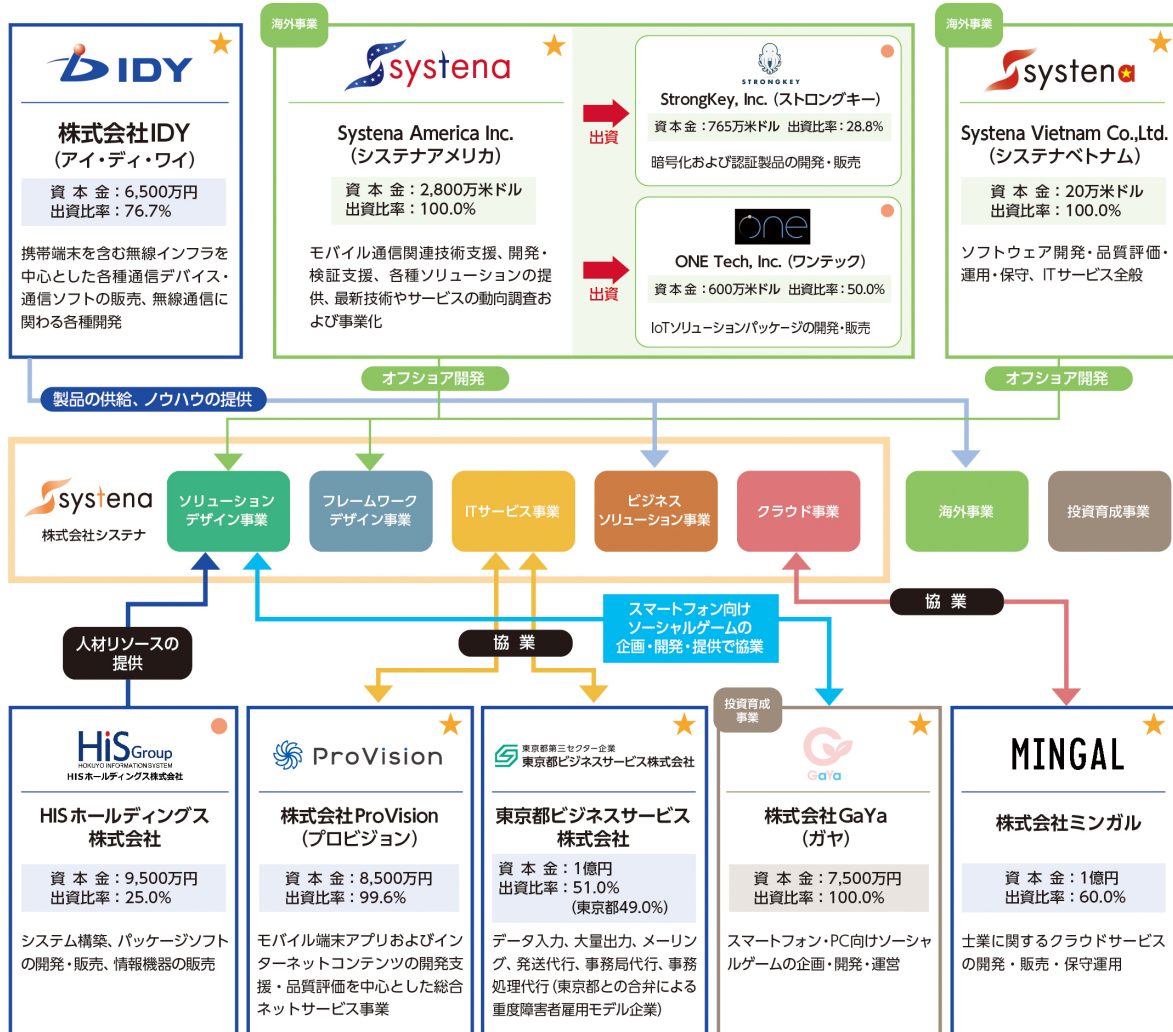 IDY
株式会社IDY
(アイ・ディ・ワイ)
資 本 金：6,500万円
出資比率：76.7%
携帯端末を含む無線インフラを
中心とした各種通信デバイス・
通信ソフトの販売、無線通信に
関わる各種開発
海外事業
systena
Systena America Inc.
(システナアメリカ)
資 本 金：2,800万米ドル
出資比率：100.0%
モバイル通信関連技術支援、開発・
検証支援、各種ソリューションの提
供、最新技術やサービスの動向調査お
よび事業化
出資
STRONGKEY
StrongKey, Inc. (ストロングキー)
資本金：765万米ドル 出資比率：28.8%
暗号化および認証製品の開発・販売
出資
one
ONE Tech, Inc. (ワンテック)
資本金：600万米ドル 出資比率：50.0%
IoTソリューションパッケージの開発・販売
海外事業
systena
Systena Vietnam Co.,Ltd.
(システナベトナム)
資 本 金：20万米ドル
出資比率：100.0%
ソフトウェア開発・品質評価・
運用・保守、ITサービス全般
オフショア開発
オフショア開発
製品の供給、ノウハウの提供
systena
株式会社システナ
ソリューション
デザイン事業
フレームワーク
デザイン事業
ITサービス事業
ビジネス
ソリューション事業
クラウド事業
海外事業
投資育成事業
人材リソースの
提供
協 業
スマートフォン向け
ソーシャルゲームの
企画・開発・提供で協業
協 業
HiS Group
HOKUYO INFORMATION SYSTEM
HISホールディングス株式会社
HISホールディングス
株式会社
資 本 金：9,500万円
出資比率：25.0%
システム構築、パッケージソフト
の開発・販売、情報機器の販売
ProVision
株式会社ProVision
(プロビジョン)
資 本 金：8,500万円
出資比率：99.6%
モバイル端末アプリおよびイン
ターネットコンテンツの開発支
援・品質評価を中心とした総合
ネットサービス事業
東京都第三セクター企業
東京都ビジネスサービス株式会社
東京都ビジネスサービス
株式会社
資 本 金：1億円
出資比率：51.0%
(東京都49.0%)
データ入力、大量出力、メーリン
グ、発送代行、事務局代行、事務
処理代行(東京都との合弁による
重度障害者雇用モデル企業)
投資育成
事業
GaYa
株式会社GaYa
(ガヤ)
資 本 金：7,500万円
出資比率：100.0%
スマートフォン・PC向けソーシャ
ルゲームの企画・開発・運営
MINGAL
株式会社ミンガル
資 本 金：1億円
出資比率：60.0%
士業に関するクラウドサービス
の開発・販売・保守運用